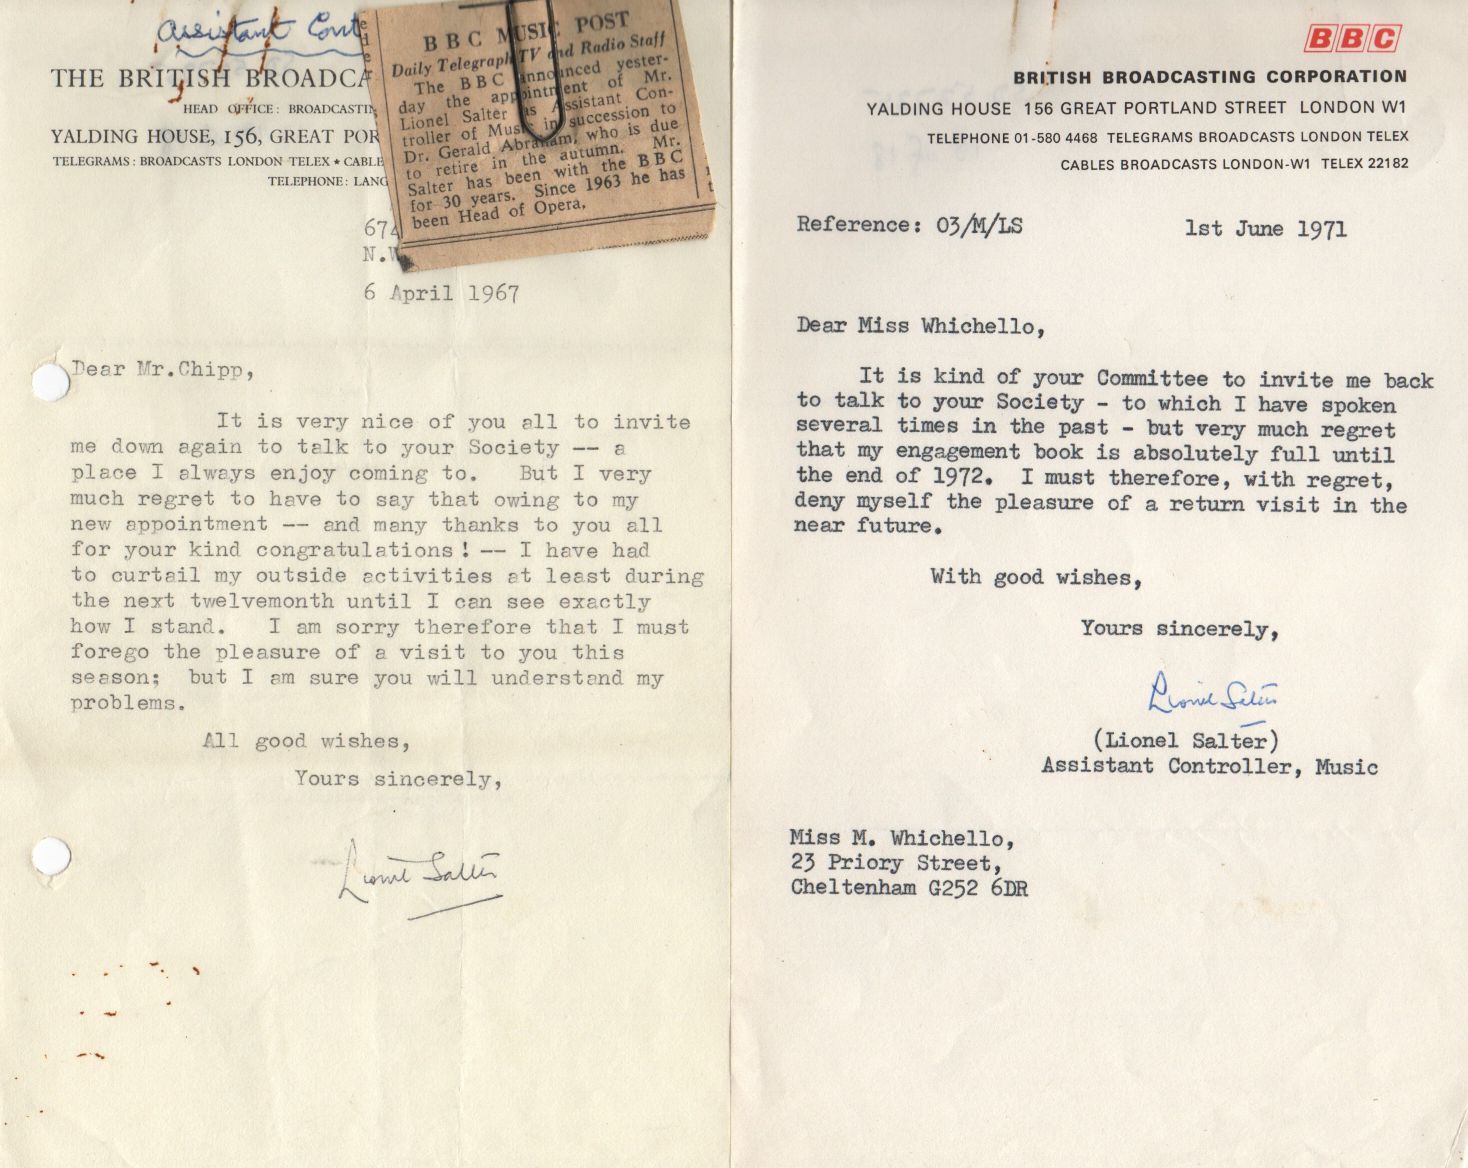 Assistant Cont
THE BRITISH BROADCA
HEAD OFFICE: BROADCASTIN
YALDING HOUSE, 156, GREAT POR
TELEGRAMS: BROADCASTS LONDON TELEX ★ CABLE
TELEPHONE: LANG
BBC MUSIC POST
Daily Telegraph TV and Radio Staff
The BBC announced yester-
day the appointment of Mr.
Lionel Salter as Assistant Con-
troller of Music in succession to
Dr. Gerald Abraham, who is due
to retire in the autumn. Mr.
Salter has been with the BBC
for 30 years. Since 1963 he has
been Head of Opera.
674
N.W
6 April 1967
Dear Mr.Chipp,
It is very nice of you all to invite
me down again to talk to your Society -- a
place I always enjoy coming to. But I very
much regret to have to say that owing to my
new appointment -- and many thanks to you all
for your kind congratulations! -- I have had
to curtail my outside activities at least during
the next twelvemonth until I can see exactly
how I stand. I am sorry therefore that I must
forego the pleasure of a visit to you this
season; but I am sure you will understand my
problems.
All good wishes,
Yours sincerely,
Lionel Salter
BBC
BRITISH BROADCASTING CORPORATION
YALDING HOUSE 156 GREAT PORTLAND STREET LONDON W1
TELEPHONE 01-580 4468 TELEGRAMS BROADCASTS LONDON TELEX
CABLES BROADCASTS LONDON-W1 TELEX 22182
Reference: 03/M/LS 1st June 1971
Dear Miss Whichello,
It is kind of your Committee to invite me back
to talk to your Society - to which I have spoken
several times in the past - but very much regret
that my engagement book is absolutely full until
the end of 1972. I must therefore, with regret,
deny myself the pleasure of a return visit in the
near future.
With good wishes,
Yours sincerely,
Lionel Salter
(Lionel Salter)
Assistant Controller, Music
Miss M. Whichello,
23 Priory Street,
Cheltenham G252 6DR